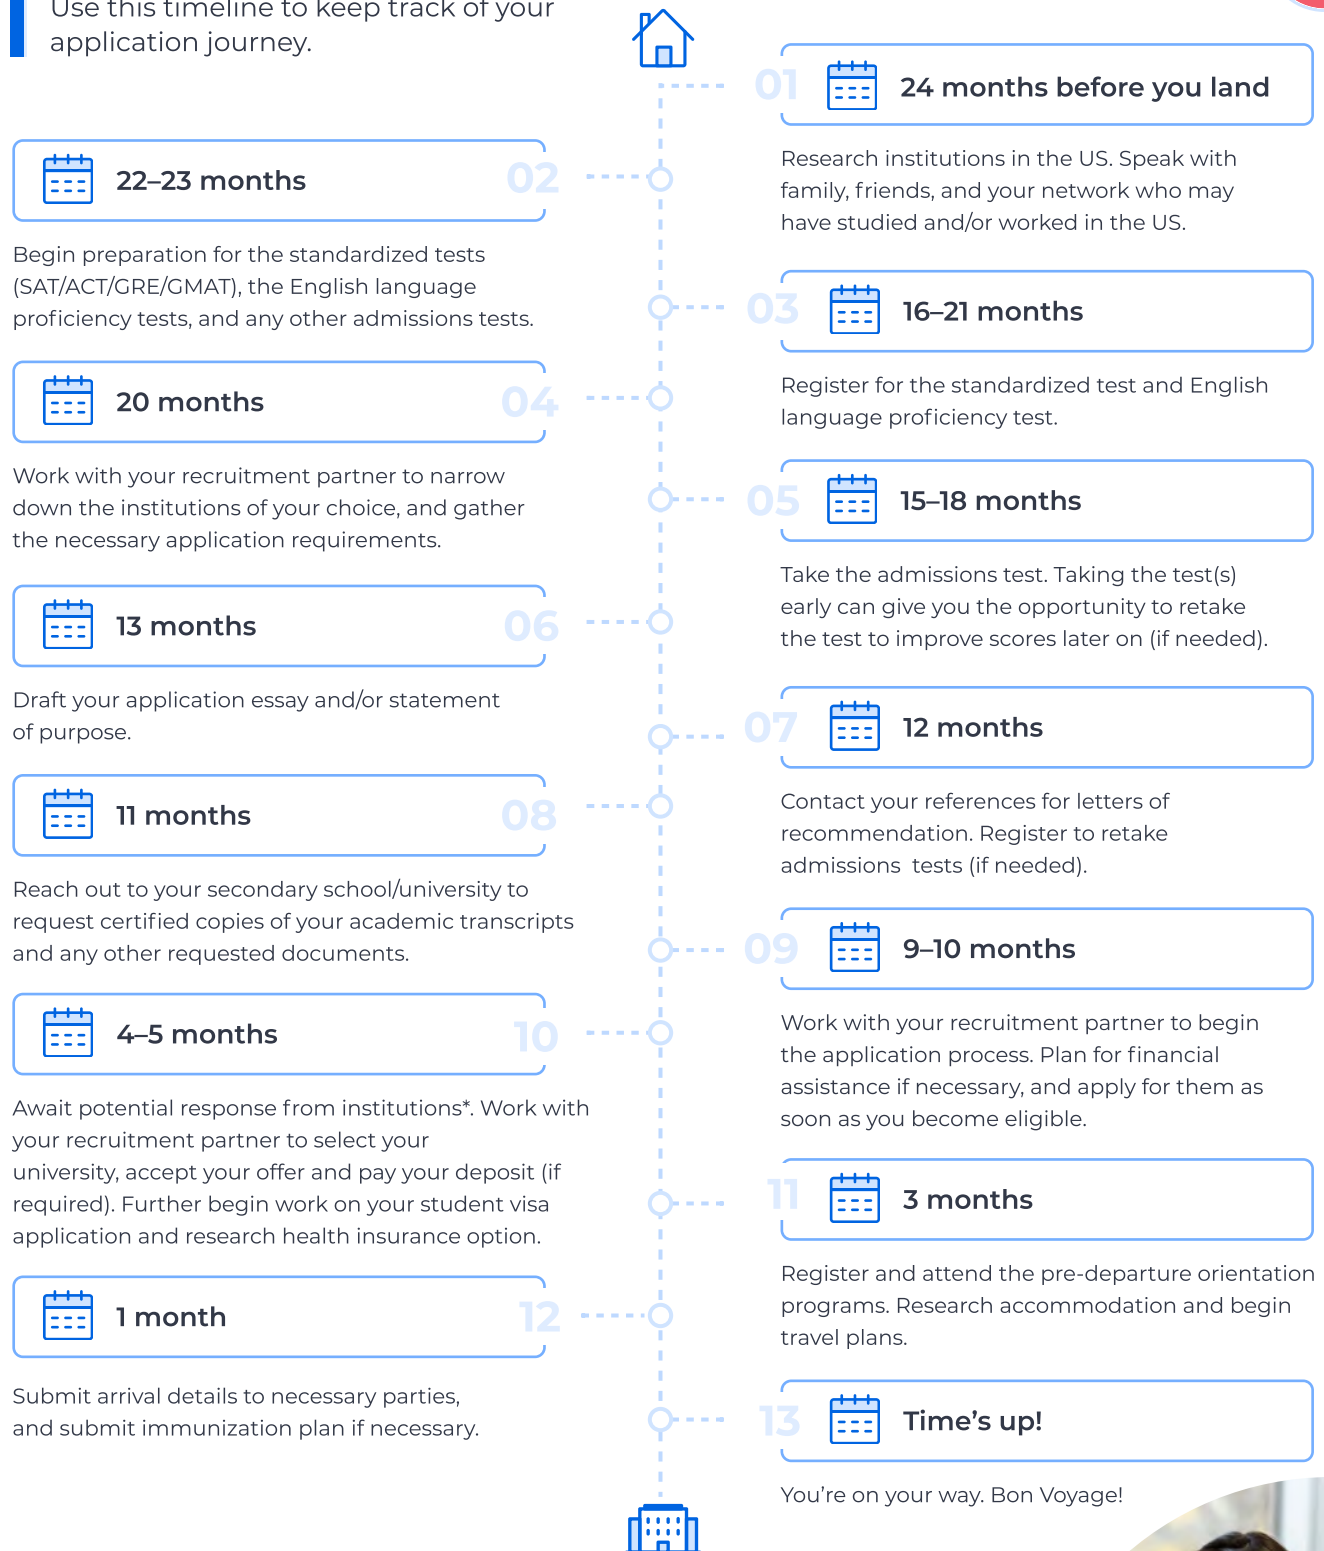 Use this timeline to keep track of your
application journey.
01
24 months before you land
Research institutions in the US. Speak with
family, friends, and your network who may
have studied and/or worked in the US.
02
22–23 months
Begin preparation for the standardized tests
(SAT/ACT/GRE/GMAT), the English language
proficiency tests, and any other admissions tests.
03
16–21 months
Register for the standardized test and English
language proficiency test.
04
20 months
Work with your recruitment partner to narrow
down the institutions of your choice, and gather
the necessary application requirements.
05
15–18 months
Take the admissions test. Taking the test(s)
early can give you the opportunity to retake
the test to improve scores later on (if needed).
06
13 months
Draft your application essay and/or statement
of purpose.
07
12 months
Contact your references for letters of
recommendation. Register to retake
admissions  tests (if needed).
08
11 months
Reach out to your secondary school/university to
request certified copies of your academic transcripts
and any other requested documents.
09
9–10 months
Work with your recruitment partner to begin
the application process. Plan for financial
assistance if necessary, and apply for them as
soon as you become eligible.
10
4–5 months
Await potential response from institutions*. Work with
your recruitment partner to select your
university, accept your offer and pay your deposit (if
required). Further begin work on your student visa
application and research health insurance option.
11
3 months
Register and attend the pre-departure orientation
programs. Research accommodation and begin
travel plans.
12
1 month
Submit arrival details to necessary parties,
and submit immunization plan if necessary.
13
Time’s up!
You’re on your way. Bon Voyage!